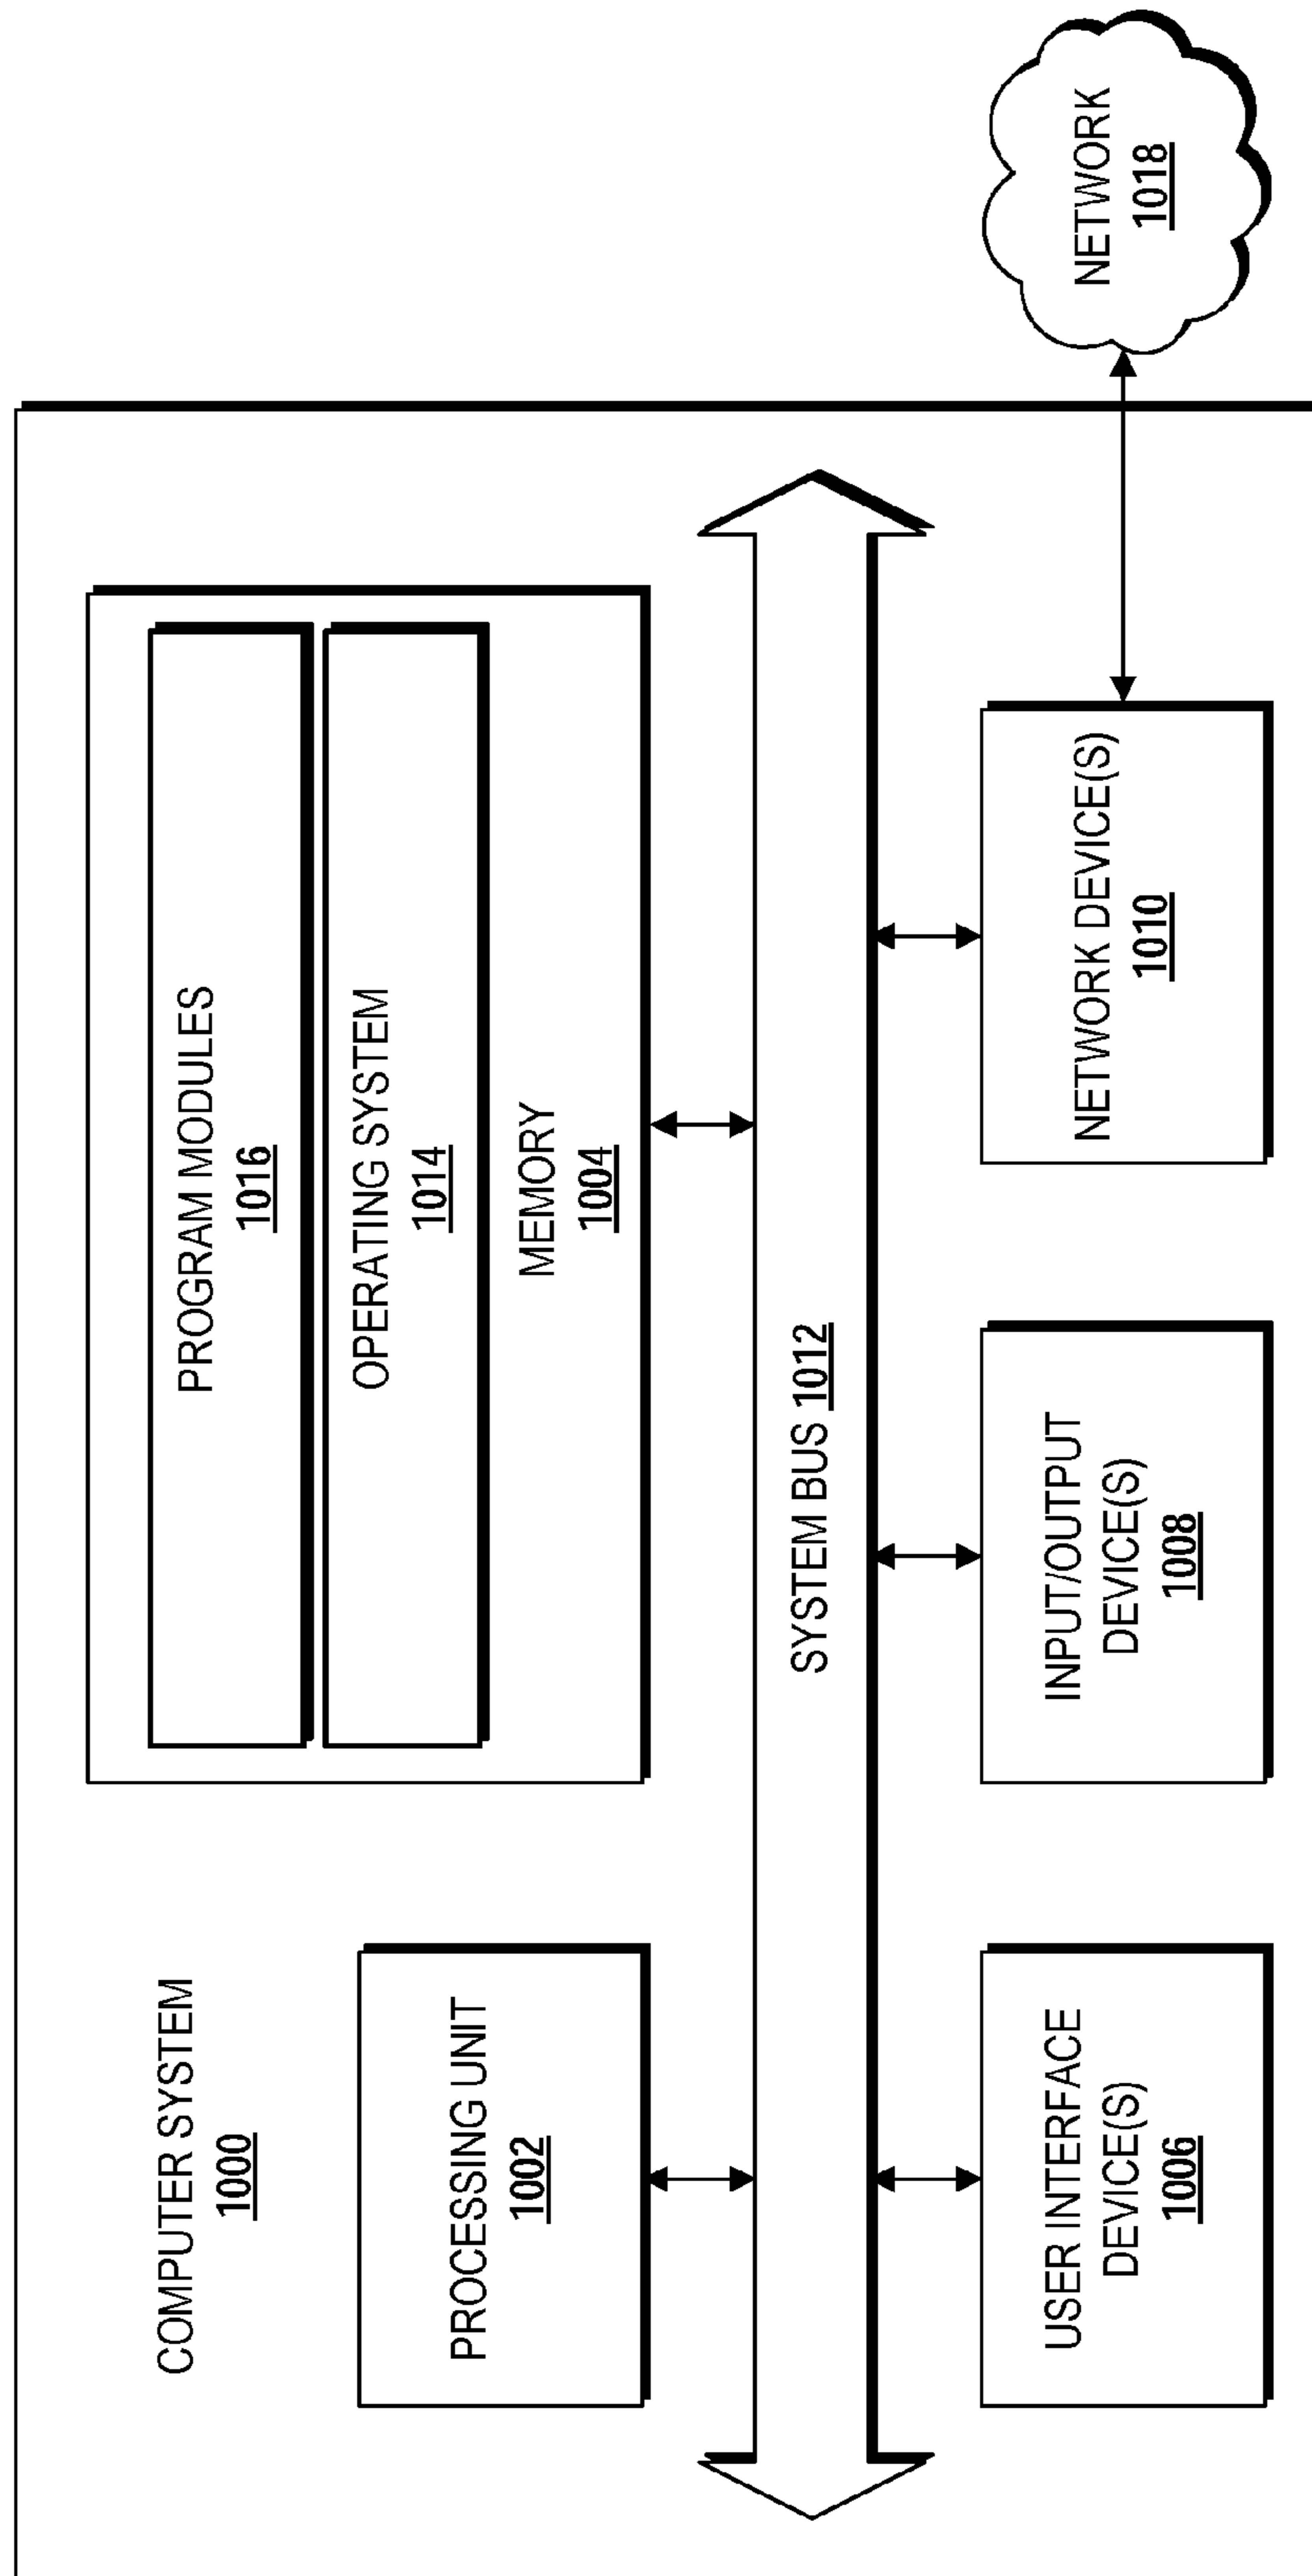 COMPUTER SYSTEM
1000
PROGRAM MODULES
1016
OPERATING SYSTEM
1014
MEMORY
1004
PROCESSING UNIT
1002
SYSTEM BUS 1012
USER INTERFACE
DEVICE(S)
1006
INPUT/OUTPUT
DEVICE(S)
1008
NETWORK DEVICE(S)
1010
NETWORK
1018